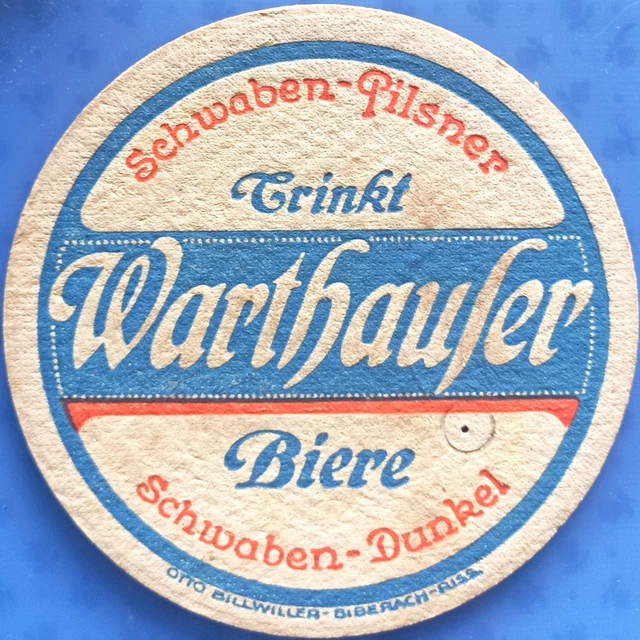 Schwaben-Pilsner
Trinkt
Warthauſer
Biere
Schwaben-Dunkel
OTTO BILLWILLER-BIBERACH-RISS.